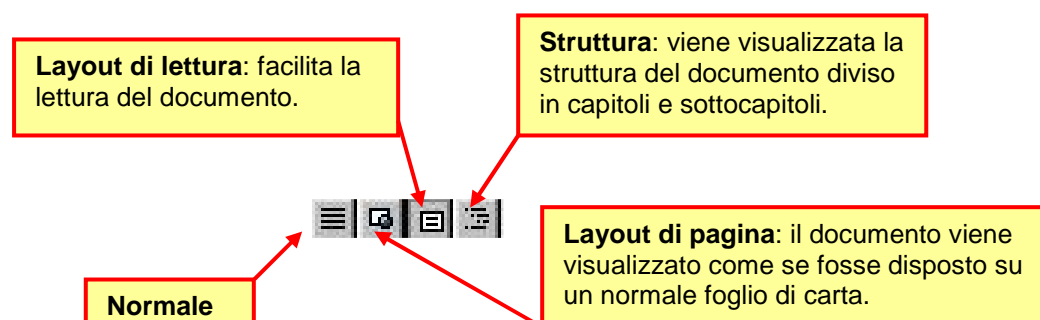 Layout di lettura: facilita la
lettura del documento.
Struttura: viene visualizzata la
struttura del documento diviso
in capitoli e sottocapitoli.
Layout di pagina: il documento viene
visualizzato come se fosse disposto su
un normale foglio di carta.
Normale